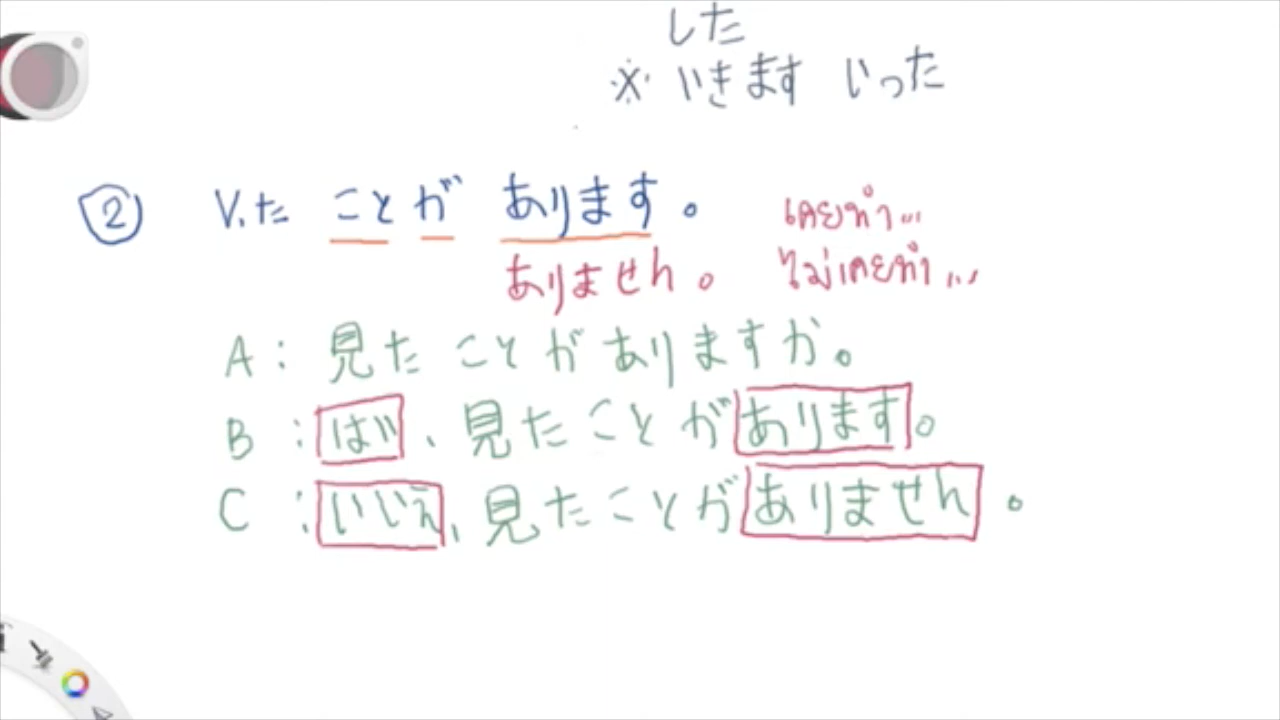 した
※ いきます いった
② V.た ことが あります。 เคยทำ...
ありません。 ไม่เคยทำ...
A: 見たことがありますか。
B: はい、見たことがあります。
C: いいえ、見たことがありません。